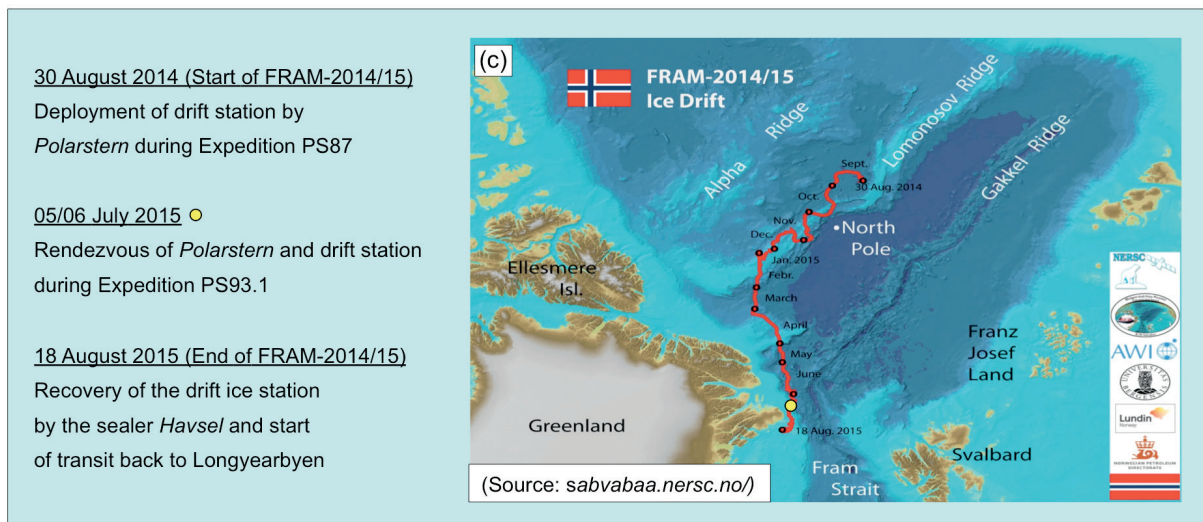 30 August 2014 (Start of FRAM-2014/15)
Deployment of drift station by
Polarstern during Expedition PS87
05/06 July 2015
Rendezvous of Polarstern and drift station
during Expedition PS93.1
18 August 2015 (End of FRAM-2014/15)
Recovery of the drift ice station
by the sealer Havsel and start
of transit back to Longyearbyen
(c)
FRAM-2014/15
Ice Drift
Alpha Ridge
Lomonosov Ridge
Gakkel Ridge
Sept.
30 Aug. 2014
Oct.
Nov.
North
Pole
Dec.
Jan. 2015
Febr.
March
April
May
June
18 Aug. 2015
Ellesmere
Isl.
Greenland
Franz
Josef
Land
Svalbard
Fram
Strait
(Source: sabvabaa.nersc.no/)
NERSC
AWI
Lundin
Norway
NORWEGIAN PETROLEUM
DIRECTORATE